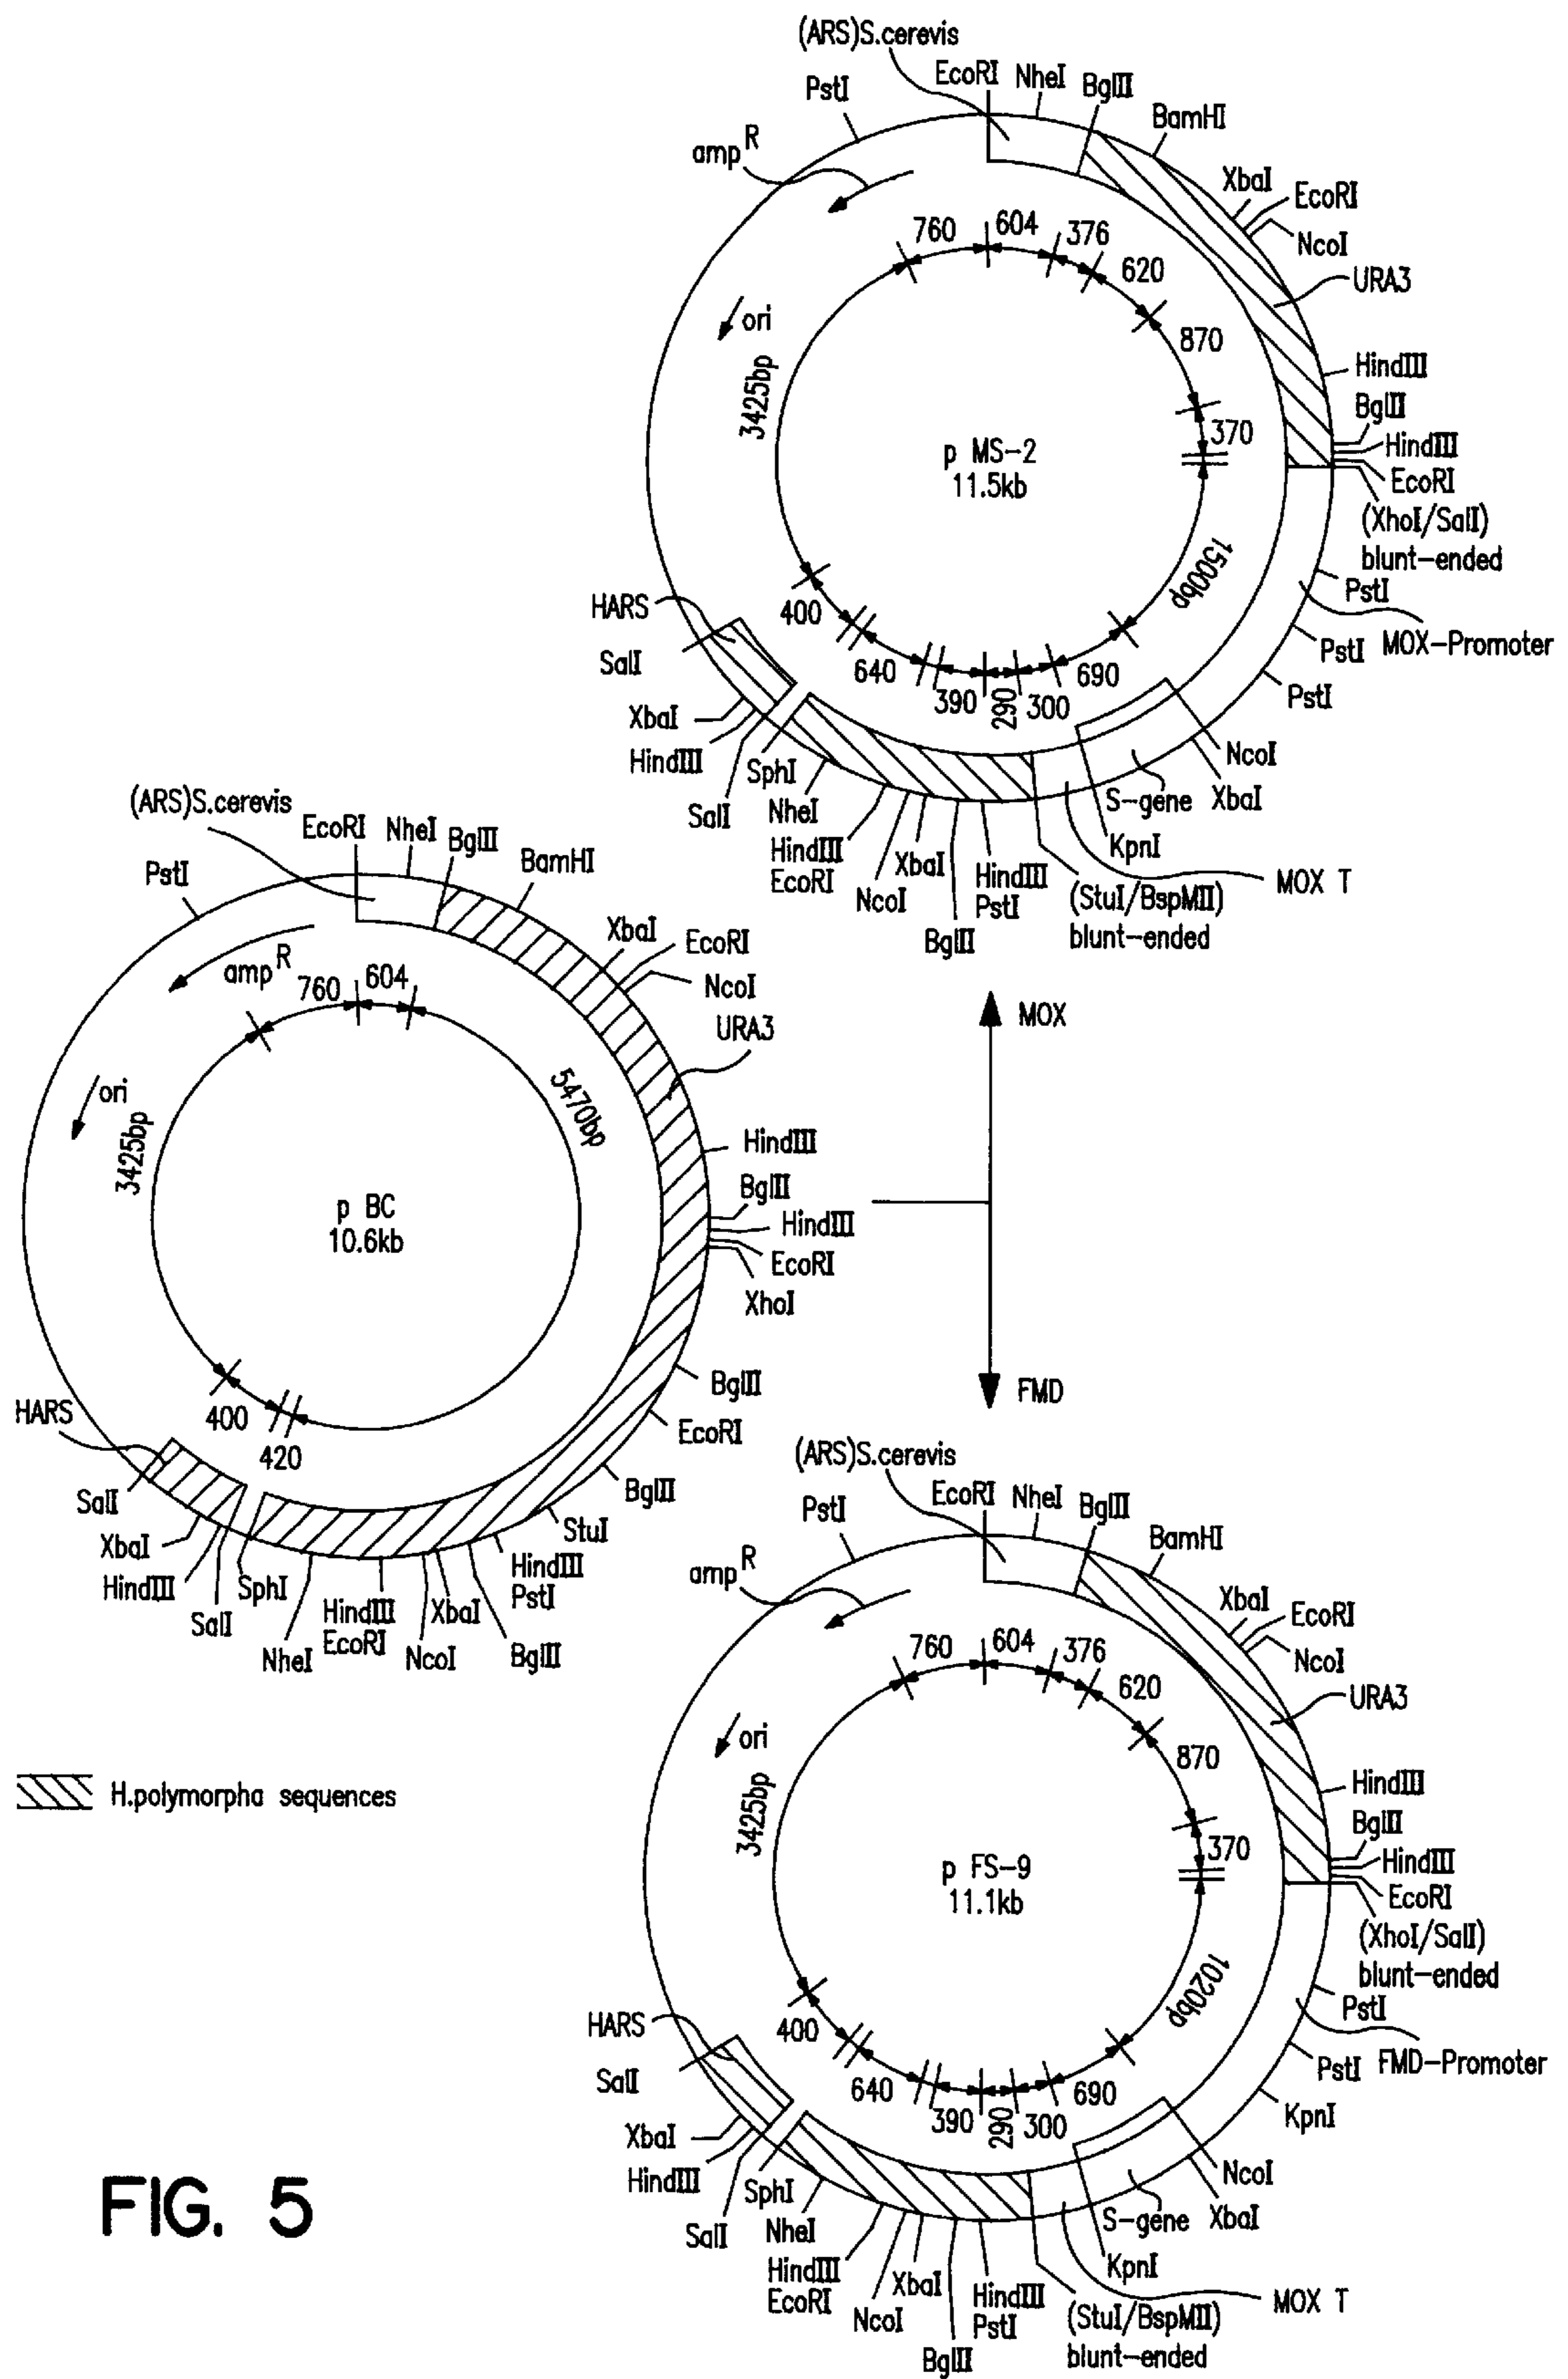 (ARS)S.cerevis
EcoRI
NheI
BglII
PstI
BamHI
amp R
XbaI
EcoRI
NcoI
760
604
376
620
URA3
ori
870
3425bp
HindIII
BglII
370
HindIII
p MS-2
11.5kb
EcoRI
(XhoI/SalI)
blunt-ended
1500bp
PstI
HARS
400
PstI
MOX-Promoter
SalI
640
690
PstI
390
290
300
XbaI
HindIII
SphI
NcoI
SalI
NheI
S-gene
XbaI
HindIII
EcoRI
XbaI
KpnI
NcoI
HindIII
PstI
(StuI/BspMII)
blunt-ended
MOX T
BglII
(ARS)S.cerevis
EcoRI
NheI
BglII
PstI
BamHI
XbaI
EcoRI
amp R
760
604
NcoI
URA3
ori
5470bp
3425bp
HindIII
BglII
p BC
10.6kb
HindIII
EcoRI
XhoI
BglII
HARS
400
420
EcoRI
SalI
BglII
XbaI
StuI
HindIII
SphI
HindIII
PstI
SalI
HindIII
EcoRI
XbaI
NheI
NcoI
BglII
MOX
FMD
H.polymorpha sequences
(ARS)S.cerevis
EcoRI
NheI
BglII
PstI
BamHI
amp R
XbaI
EcoRI
NcoI
760
604
376
620
URA3
ori
870
3425bp
HindIII
BglII
370
HindIII
p FS-9
11.1kb
EcoRI
(XhoI/SalI)
blunt-ended
1020bp
PstI
HARS
400
PstI
FMD-Promoter
SalI
640
690
KpnI
390
290
300
XbaI
HindIII
SphI
NcoI
SalI
NheI
S-gene
XbaI
HindIII
EcoRI
XbaI
KpnI
NcoI
HindIII
PstI
(StuI/BspMII)
blunt-ended
MOX T
BglII
FIG. 5